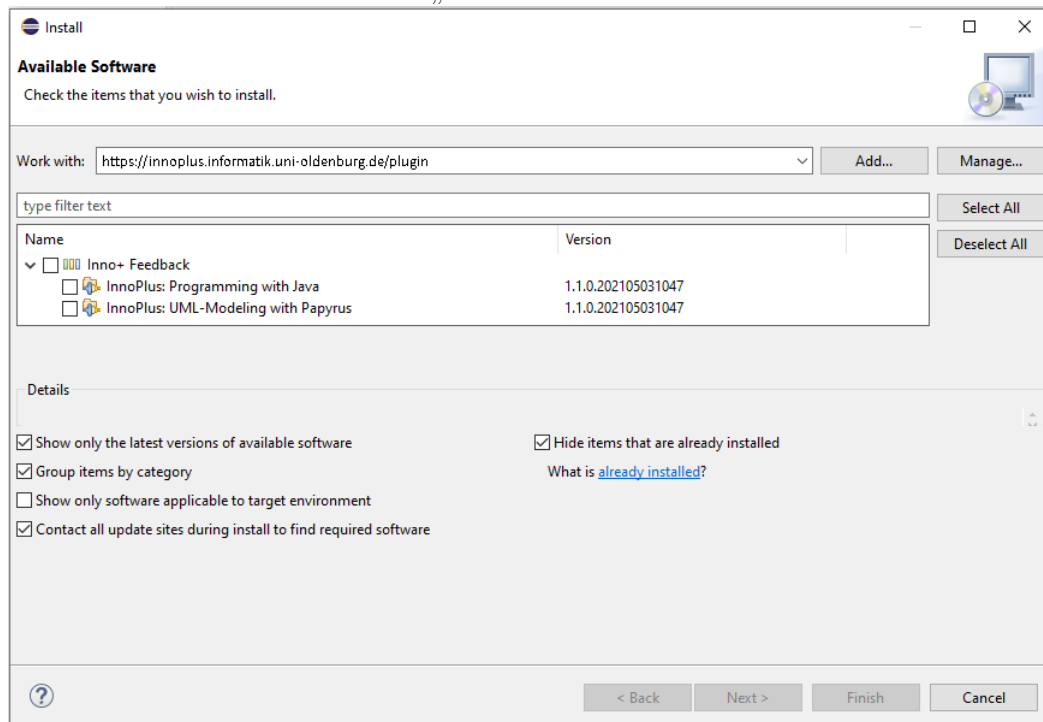 Install
Available Software
Check the items that you wish to install.
Work with: https://innoplus.informatik.uni-oldenburg.de/plugin Add... Manage...
type filter text Select All
Name Version Deselect All
Inno+ Feedback
InnoPlus: Programming with Java 1.1.0.202105031047
InnoPlus: UML-Modeling with Papyrus 1.1.0.202105031047
Details
Show only the latest versions of available software Hide items that are already installed
Group items by category What is already installed?
Show only software applicable to target environment
Contact all update sites during install to find required software
? < Back Next > Finish Cancel